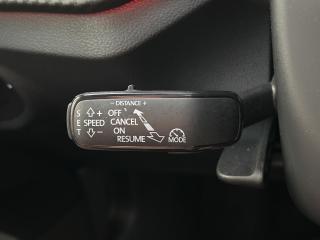 − DISTANCE +
S ⇧ + OFF
E SPEED CANCEL
T ⇩ − ON
RESUME MODE